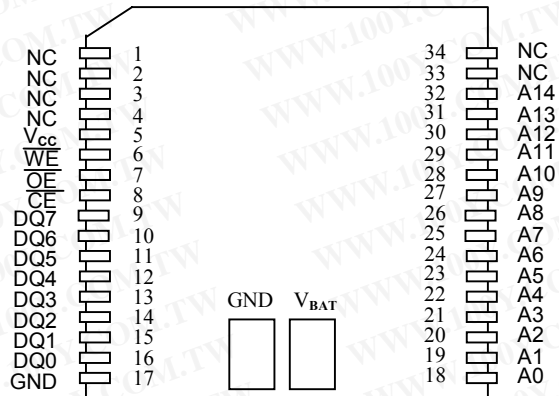 NC 1 34 NC
NC 2 33 NC
NC 3 32 A14
NC 4 31 A13
Vcc 5 30 A12
WE 6 29 A11
OE 7 28 A10
CE 8 27 A9
DQ7 9 26 A8
DQ6 10 25 A7
DQ5 11 24 A6
DQ4 12 23 A5
DQ3 13 22 A4
DQ2 14 21 A3
DQ1 15 20 A2
DQ0 16 19 A1
GND 17 18 A0
GND VBAT
WWW.100Y.COM.TW